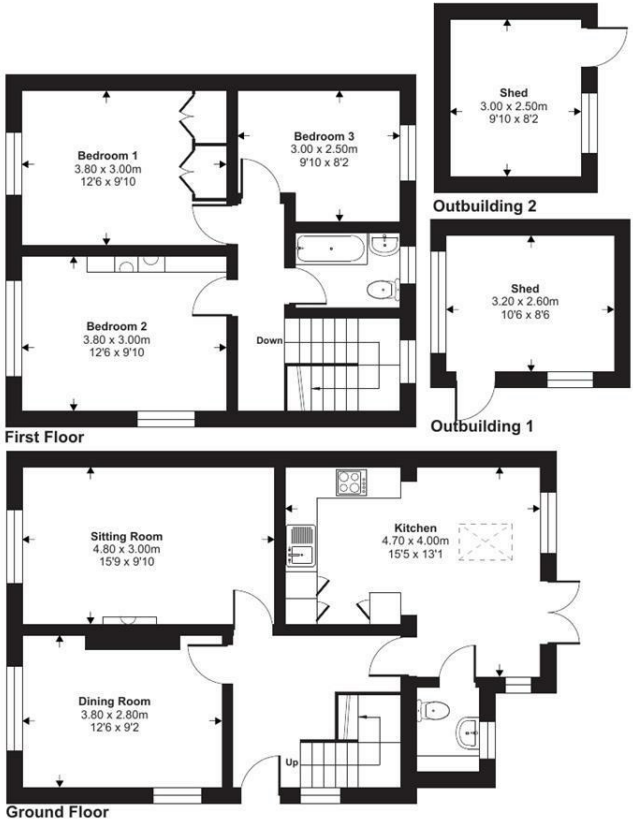 Bedroom 1
3.80 x 3.00m
12'6 x 9'10
Bedroom 3
3.00 x 2.50m
9'10 x 8'2
Bedroom 2
3.80 x 3.00m
12'6 x 9'10
Down
First Floor
Shed
3.00 x 2.50m
9'10 x 8'2
Outbuilding 2
Shed
3.20 x 2.60m
10'6 x 8'6
Outbuilding 1
Sitting Room
4.80 x 3.00m
15'9 x 9'10
Kitchen
4.70 x 4.00m
15'5 x 13'1
Dining Room
3.80 x 2.80m
12'6 x 9'2
Up
Ground Floor